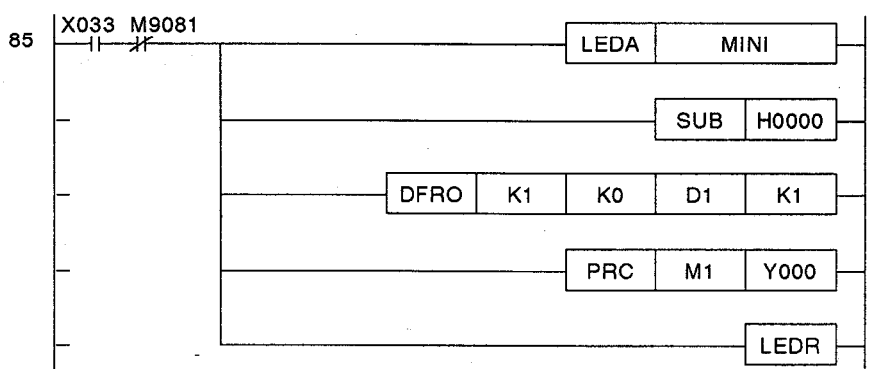 X033 M9081
85 LEDA MINI
SUB H0000
DFRO K1 K0 D1 K1
PRC M1 Y000
LEDR